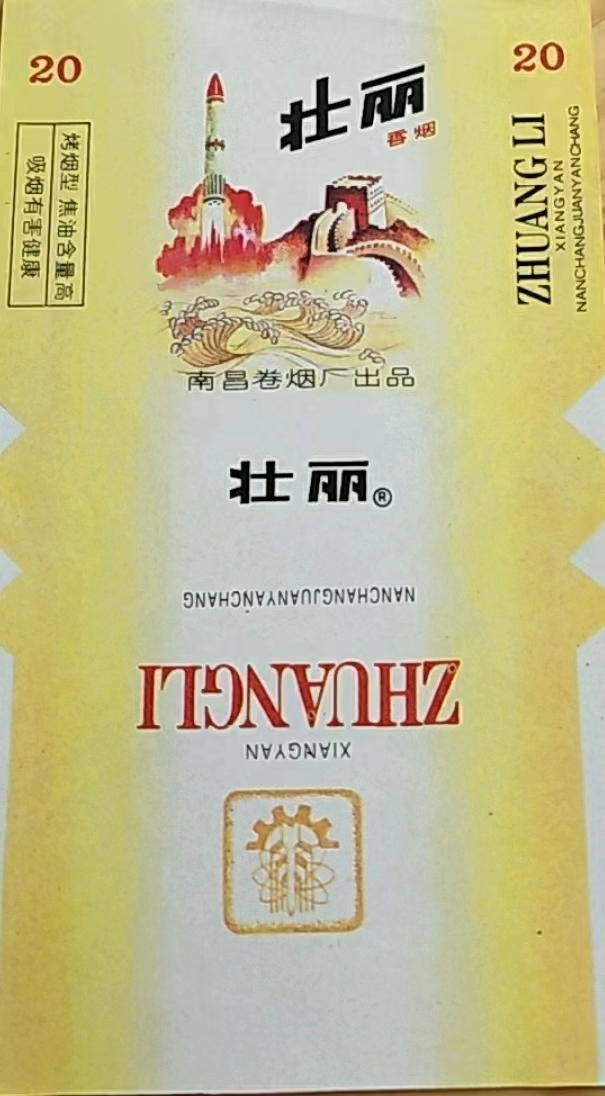 20
20
壮丽
香烟
烤烟型 焦油含量高
吸烟有害健康
ZHUANG LI
XIANGYAN
NANCHANGJUANYANCHANG
南昌卷烟厂出品
壮丽®
NANCHANGJUANYANCHANG
ZHUANGLI
XIANGYAN